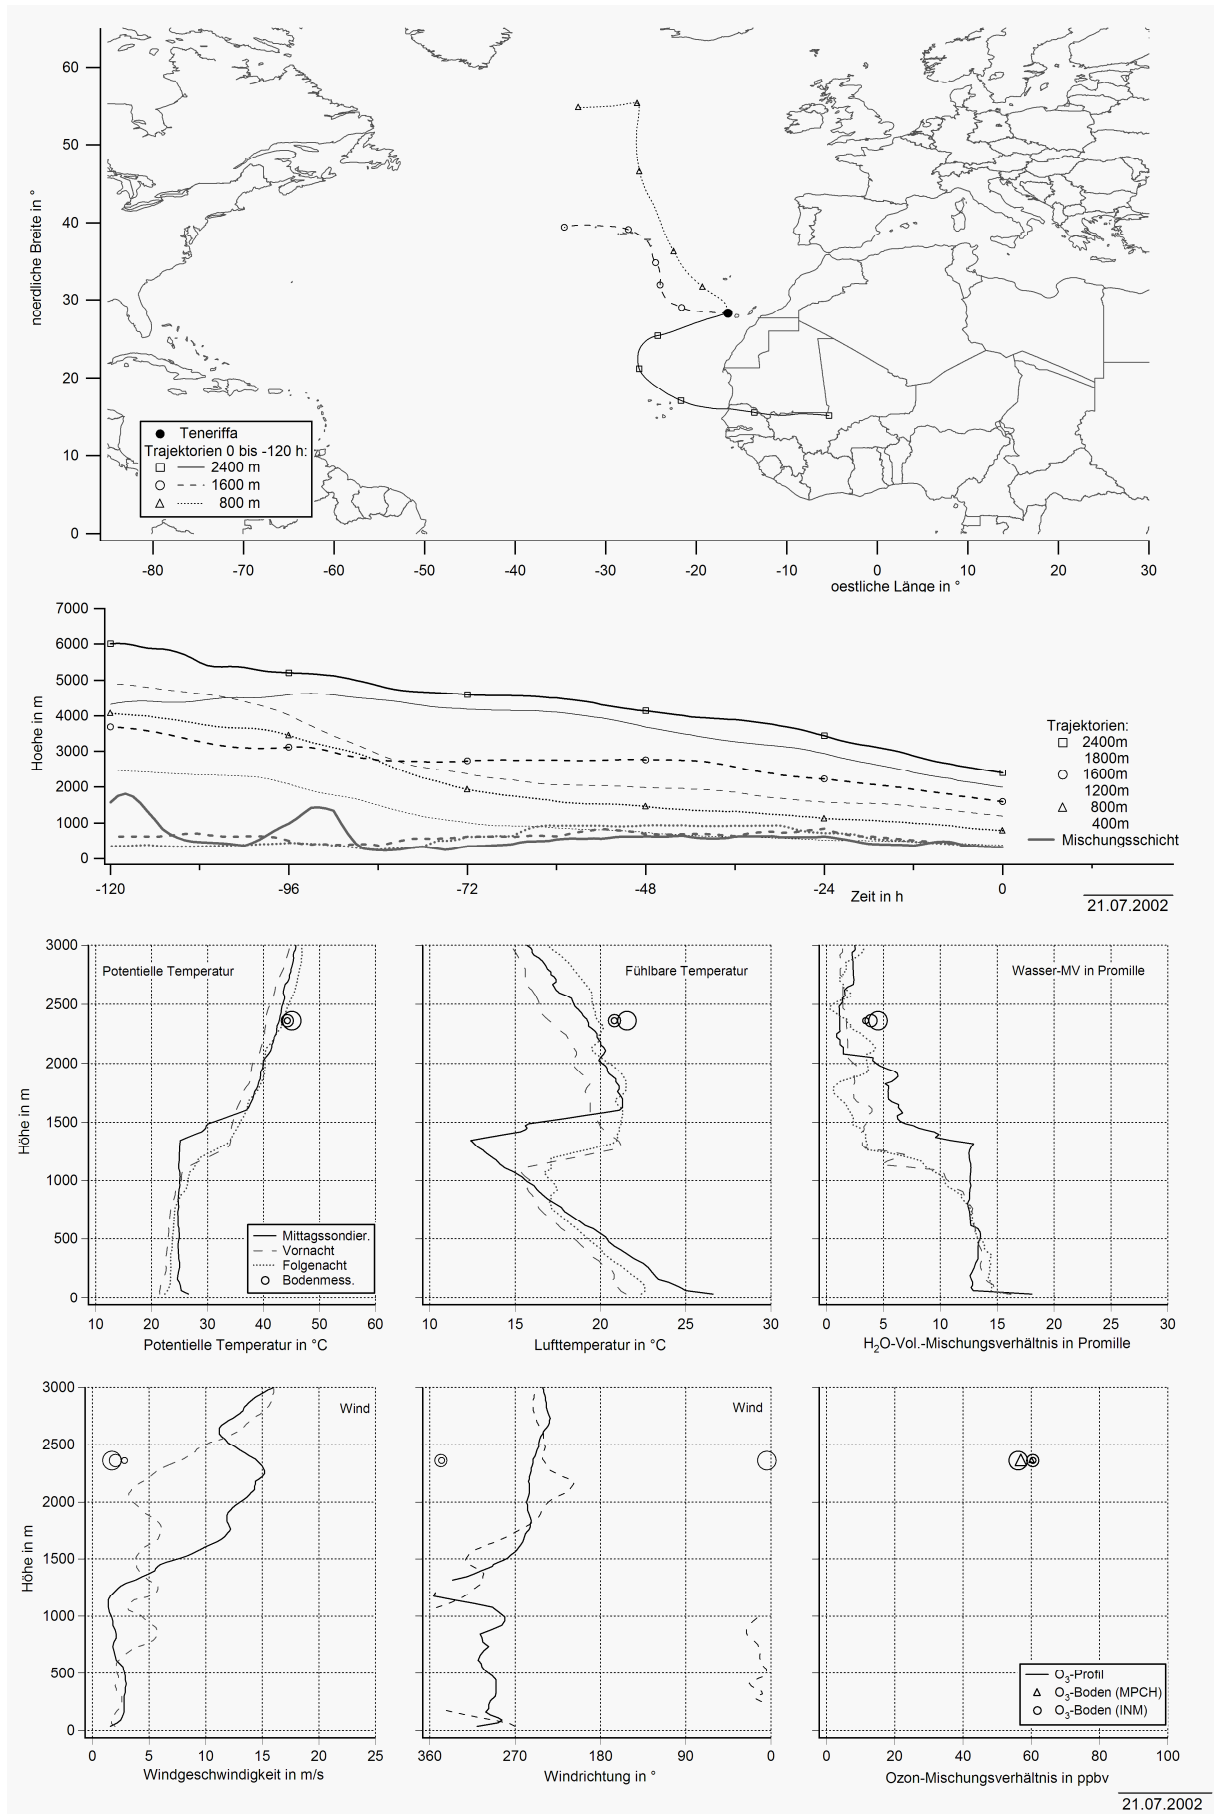 60
50
40
30
20
10
0
noerdliche Breite in °
Teneriffa
Trajektorien 0 bis -120 h:
2400 m
1600 m
800 m
-80 -70 -60 -50 -40 -30 -20 -10 0 10 20 30
oestliche Länge in °
7000
6000
5000
4000
3000
2000
1000
0
Hoehe in m
Trajektorien:
2400m
1800m
1600m
1200m
800m
400m
Mischungsschicht
-120 -96 -72 -48 -24 0
Zeit in h
21.07.2002
3000
2500
2000
1500
1000
500
0
Höhe in m
Potentielle Temperatur
Fühlbare Temperatur
Wasser-MV in Promille
Mittagssondier.
Vornacht
Folgenacht
Bodenmess.
10 20 30 40 50 60
10 15 20 25 30
0 5 10 15 20 25 30
Potentielle Temperatur in °C
Lufttemperatur in °C
H2O-Vol.-Mischungsverhältnis in Promille
3000
2500
2000
1500
1000
500
0
Höhe in m
Wind
Wind
O3-Profil
O3-Boden (MPCH)
O3-Boden (INM)
0 5 10 15 20 25
360 270 180 90 0
0 20 40 60 80 100
Windgeschwindigkeit in m/s
Windrichtung in °
Ozon-Mischungsverhältnis in ppbv
21.07.2002